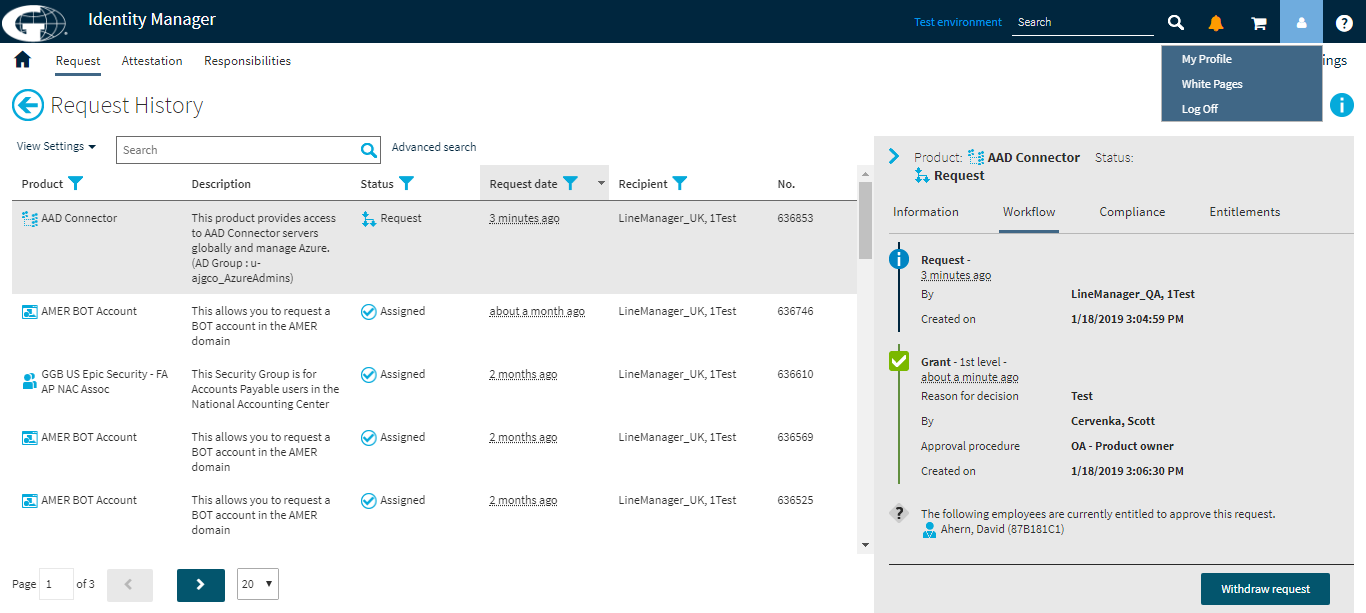 Identity Manager
Test environment
Search
?
My Profile
White Pages
Log Off
Request Attestation Responsibilities
ings
Request History
i
View Settings
Search
Advanced search
Product Description Status Request date Recipient No.
AAD Connector
This product provides access
to AAD Connector servers
globally and manage Azure.
(AD Group : u-
ajgco_AzureAdmins)
Request
3 minutes ago
LineManager_UK, 1Test
636853
AMER BOT Account
This allows you to request a
BOT account in the AMER
domain
Assigned
about a month ago
LineManager_UK, 1Test
636746
GGB US Epic Security - FA
AP NAC Assoc
This Security Group is for
Accounts Payable users in the
National Accounting Center
Assigned
2 months ago
LineManager_UK, 1Test
636610
AMER BOT Account
This allows you to request a
BOT account in the AMER
domain
Assigned
2 months ago
LineManager_UK, 1Test
636569
AMER BOT Account
This allows you to request a
BOT account in the AMER
domain
Assigned
2 months ago
LineManager_UK, 1Test
636525
Page 1 of 3
20
Product: AAD Connector Status:
Request
Information Workflow Compliance Entitlements
i
Request -
3 minutes ago
By LineManager_QA, 1Test
Created on 1/18/2019 3:04:59 PM
Grant - 1st level -
about a minute ago
Reason for decision Test
By Cervenka, Scott
Approval procedure OA - Product owner
Created on 1/18/2019 3:06:30 PM
? The following employees are currently entitled to approve this request.
Ahern, David (87B181C1)
Withdraw request